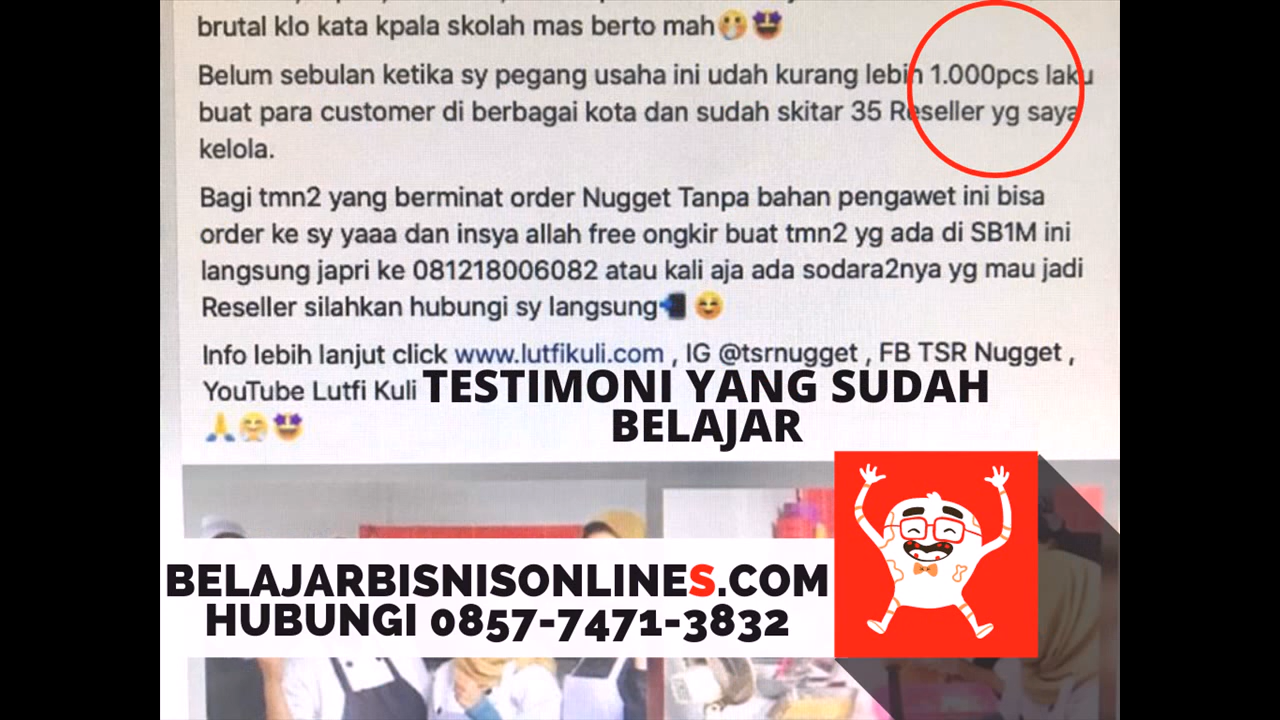 brutal klo kata kpala skolah mas berto mah🤭🤩
Belum sebulan ketika sy pegang usaha ini udah kurang lebih 1.000pcs laku
buat para customer di berbagai kota dan sudah skitar 35 Reseller yg saya
kelola.
Bagi tmn2 yang berminat order Nugget Tanpa bahan pengawet ini bisa
order ke sy yaaa dan insya allah free ongkir buat tmn2 yg ada di SB1M ini
langsung japri ke 081218006082 atau kali aja ada sodara2nya yg mau jadi
Reseller silahkan hubungi sy langsung📲 😊
Info lebih lanjut click www.lutfikuli.com , IG @tsrnugget , FB TSR Nugget ,
YouTube Lutfi Kuli
🙏🤗🤩
TESTIMONI YANG SUDAH
BELAJAR
BELAJARBISNISONLINES.COM
HUBUNGI 0857-7471-3832